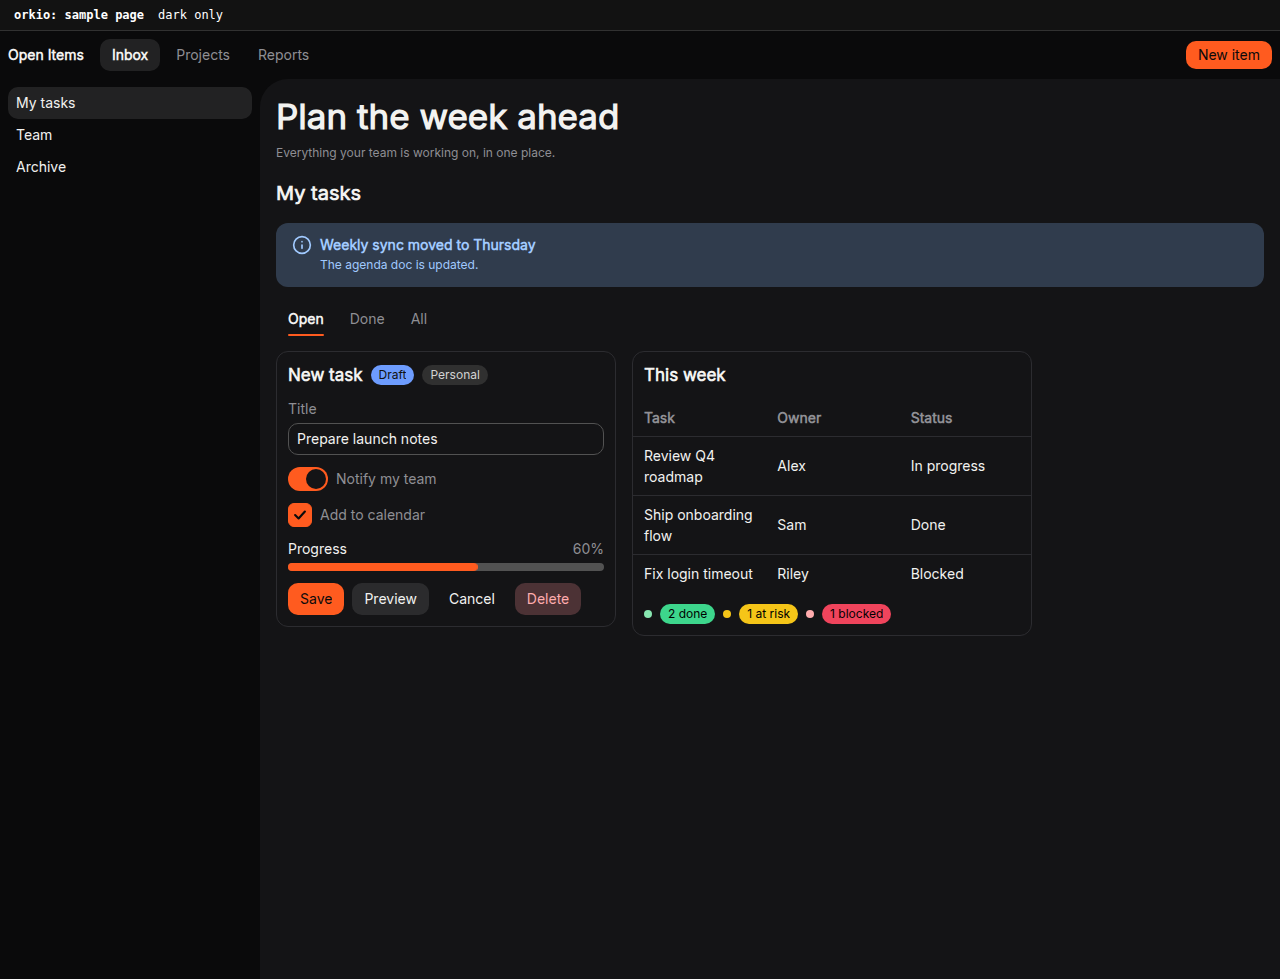 orkio: sample page dark only
Open Items Inbox Projects Reports New item
My tasks
Team
Archive
Plan the week ahead
Everything your team is working on, in one place.
My tasks
Weekly sync moved to Thursday
The agenda doc is updated.
Open Done All
New task Draft Personal
Title
Prepare launch notes
Notify my team
Add to calendar
Progress 60%
Save Preview Cancel Delete
This week
Task Owner Status
Review Q4
roadmap Alex In progress
Ship onboarding
flow Sam Done
Fix login timeout Riley Blocked
2 done 1 at risk 1 blocked